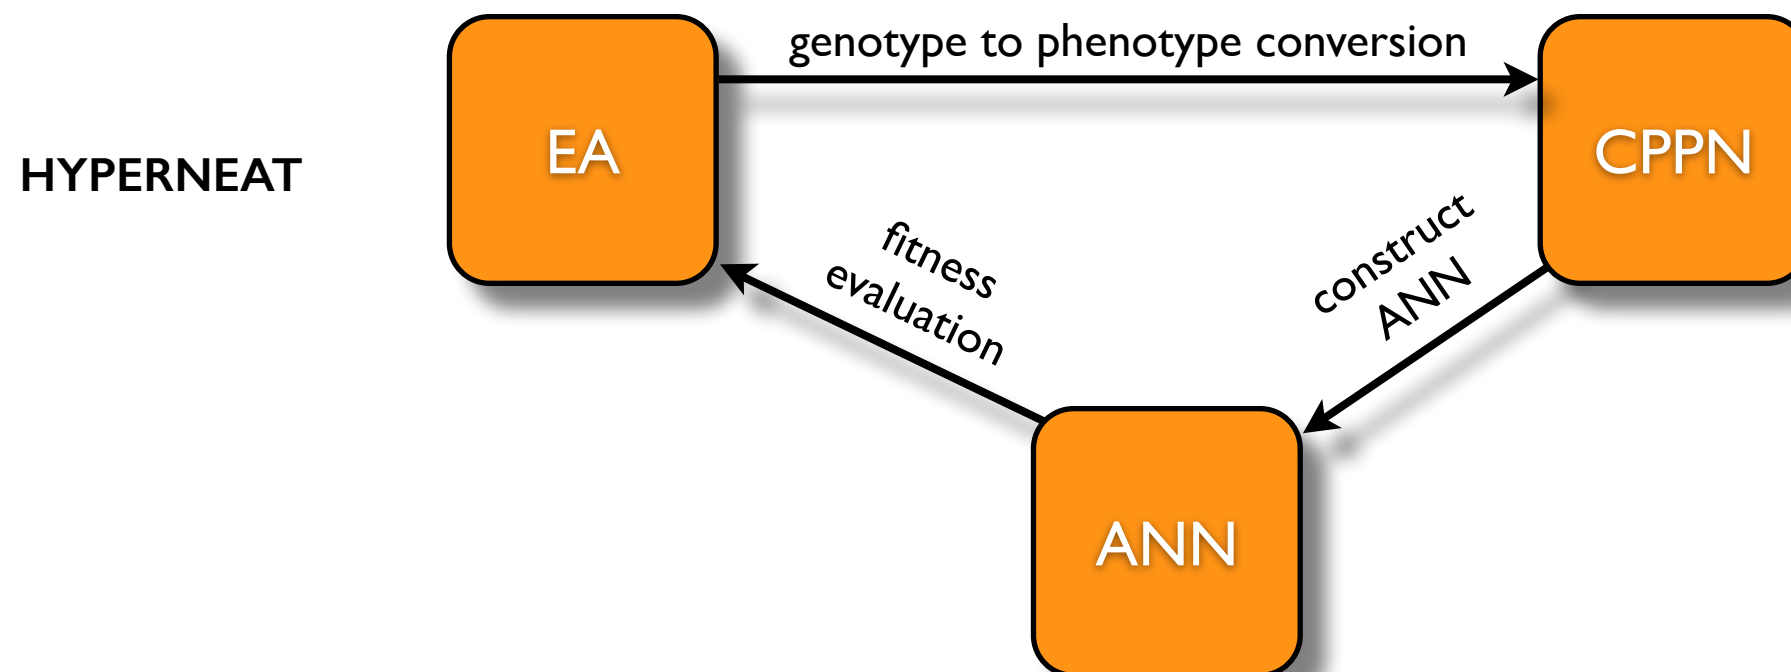 genotype to phenotype conversion
HYPERNEAT
EA
CPPN
fitness
evaluation
construct
ANN
ANN